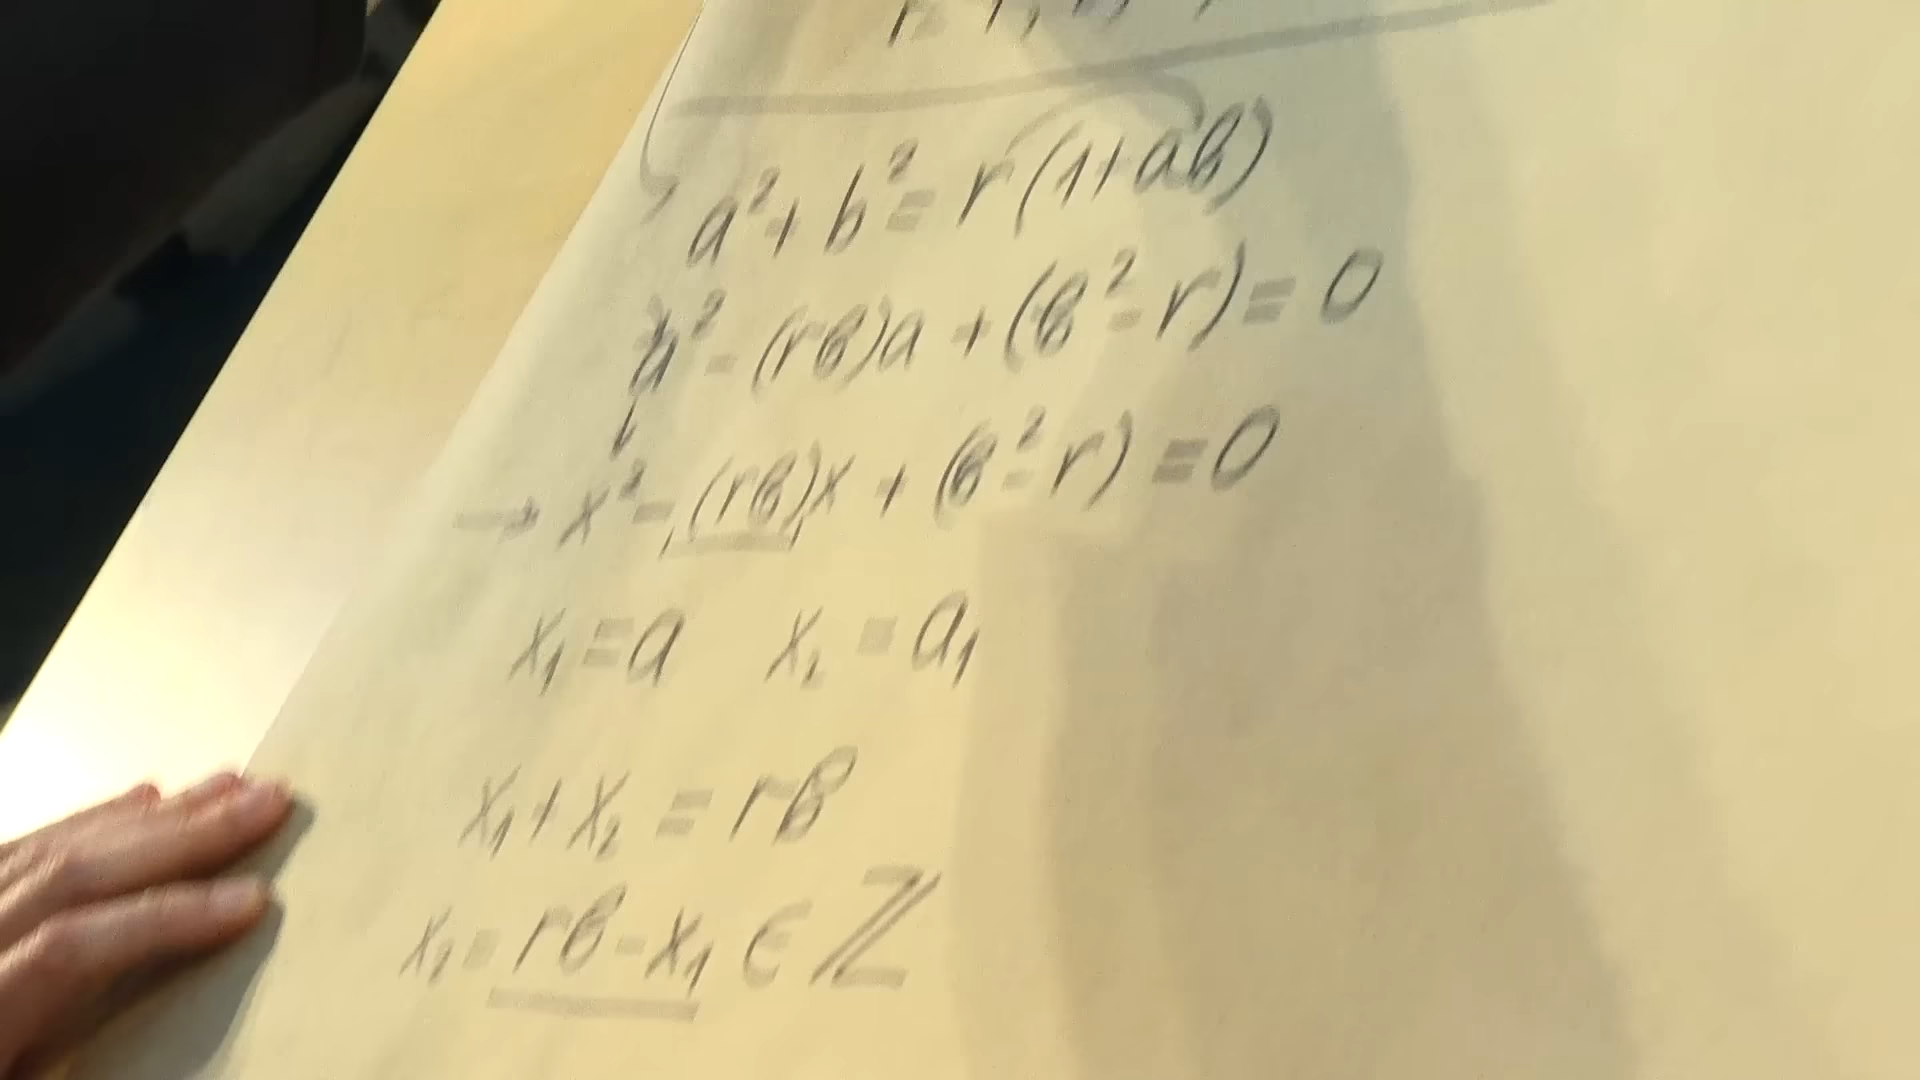 a² + b² = r(1+ab)
a² - (rb)a + (b² - r) = 0
→ x² - (rb)x + (b² - r) = 0
x₁ = a x₂ = a₁
x₁ + x₂ = rb
x₂ = rb - x₁ ∈ ℤ